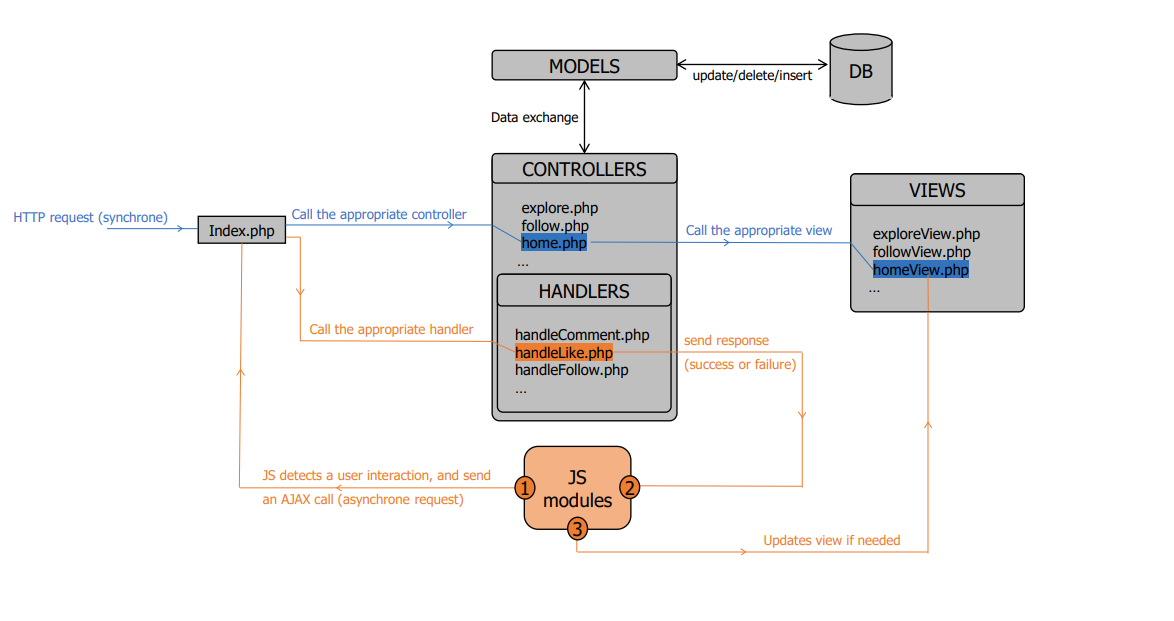 MODELS
DB
update/delete/insert
Data exchange
CONTROLLERS
explore.php
follow.php
home.php
...
HANDLERS
handleComment.php
handleLike.php
handleFollow.php
...
VIEWS
exploreView.php
followView.php
homeView.php
...
HTTP request (synchrone)
Index.php
Call the appropriate controller
Call the appropriate view
Call the appropriate handler
send response
(success or failure)
JS detects a user interaction, and send
an AJAX call (asynchrone request)
1
JS
modules
2
3
Updates view if needed